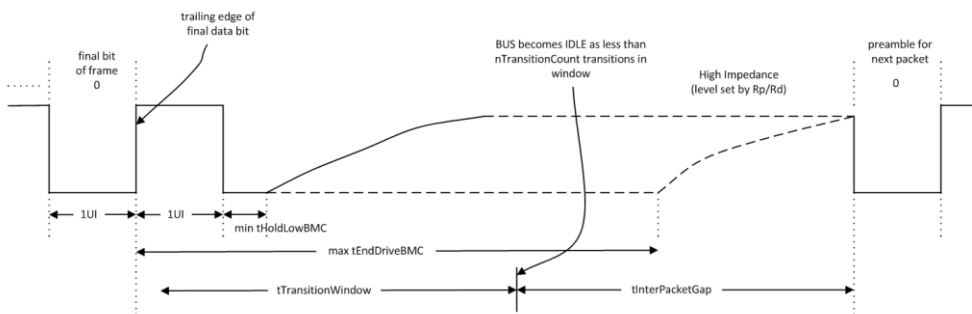 trailing edge of
final data bit
final bit
of frame
0
BUS becomes IDLE as less than
nTransitionCount transitions in
window
High Impedance
(level set by Rp/Rd)
preamble for
next packet
0
1UI
1UI
min tHoldLowBMC
max tEndDriveBMC
tTransitionWindow
tInterPacketGap